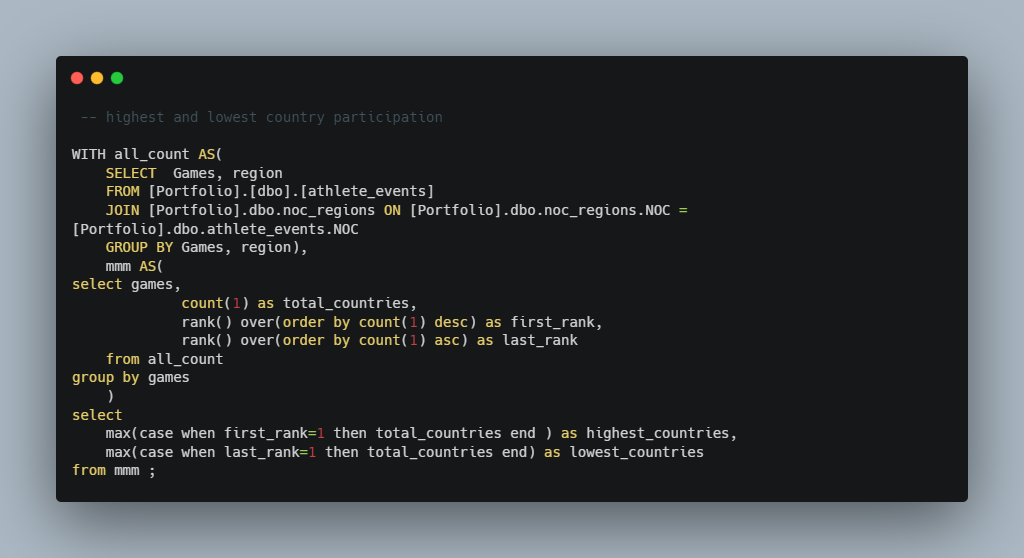 -- highest and lowest country participation
WITH all_count AS(
SELECT  Games, region
FROM [Portfolio].[dbo].[athlete_events]
JOIN [Portfolio].dbo.noc_regions ON [Portfolio].dbo.noc_regions.NOC =
[Portfolio].dbo.athlete_events.NOC
GROUP BY Games, region),
mmm AS(
select games,
count(1) as total_countries,
rank() over(order by count(1) desc) as first_rank,
rank() over(order by count(1) asc) as last_rank
from all_count
group by games
)
select
max(case when first_rank=1 then total_countries end ) as highest_countries,
max(case when last_rank=1 then total_countries end) as lowest_countries
from mmm ;